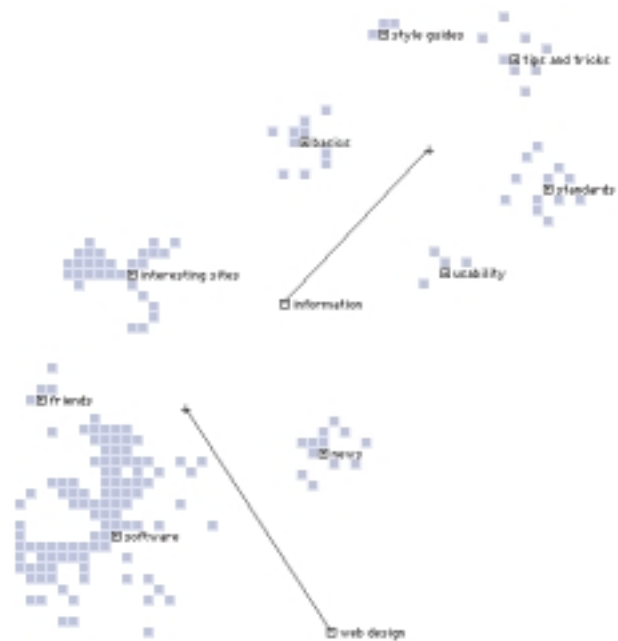 style guides
tips and tricks
basics
standards
interesting sites
usability
information
friends
news
software
web design